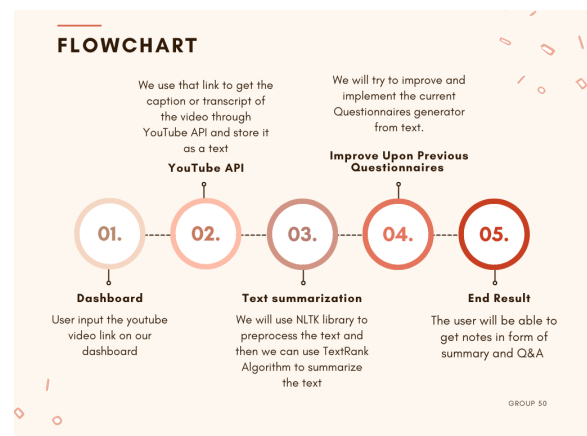 FLOWCHART
We use that link to get the
caption or transcript of
the video through
YouTube API and store it
as a text
YouTube API
We will try to improve and
implement the current
Questionnaires generator
from text.
Improve Upon Previous
Questionnaires
01.
02.
03.
04.
05.
Dashboard
User input the youtube
video link on our
dashboard
Text summarization
We will use NLTK library to
preprocess the text and
then we can use TextRank
Algorithm to summarize
the text
End Result
The user will be able to
get notes in form of
summary and Q&A
GROUP 50